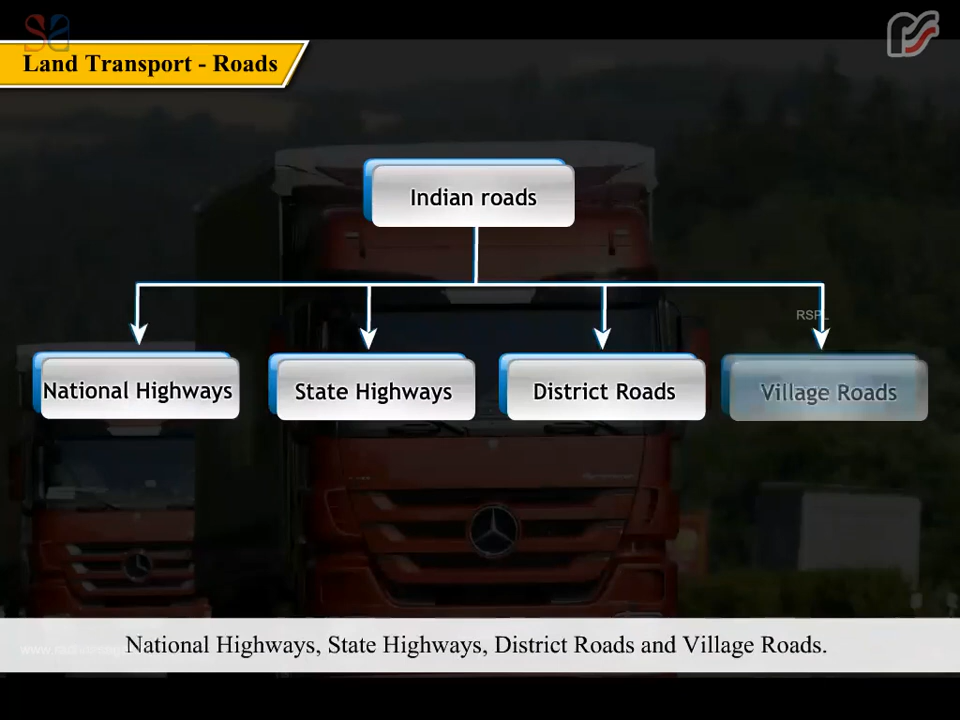 Land Transport - Roads
Indian roads
RSPL
National Highways
State Highways
District Roads
Village Roads
National Highways, State Highways, District Roads and Village Roads.